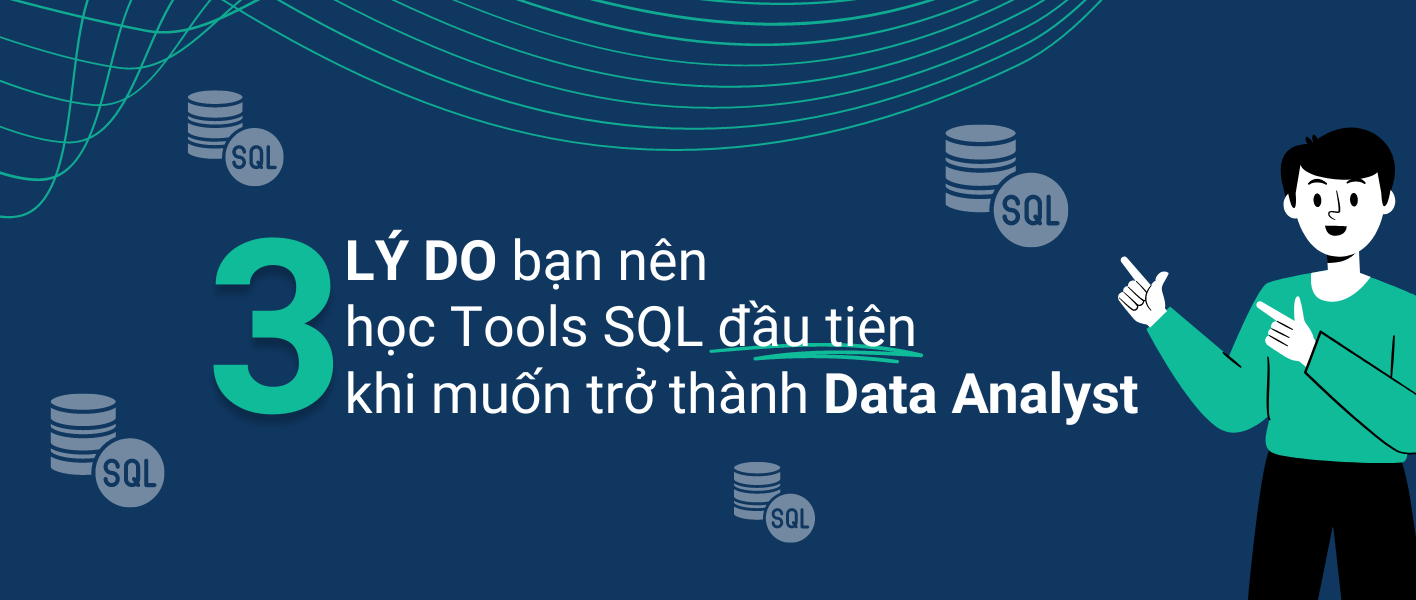 SQL
SQL
3 LÝ DO bạn nên
học Tools SQL đầu tiên
khi muốn trở thành Data Analyst
SQL
SQL